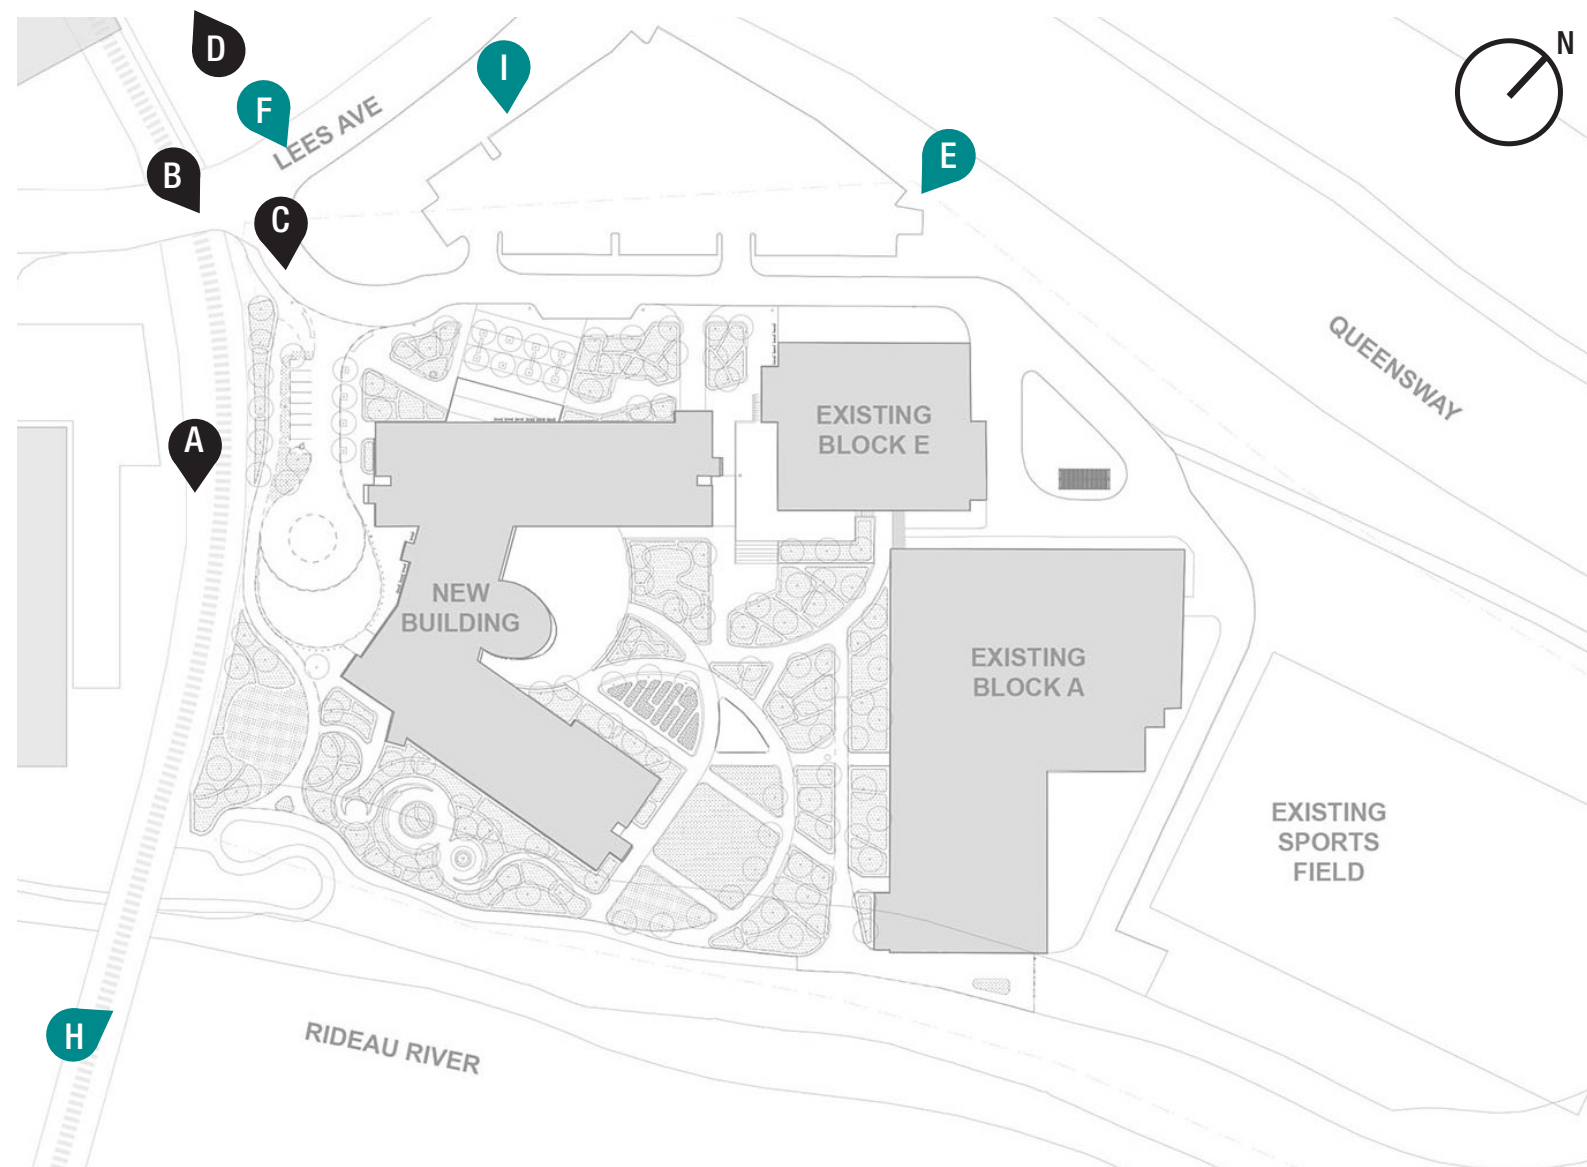 D
I
N
F
LEES AVE
E
B
C
QUEENSWAY
EXISTING
BLOCK E
A
NEW
BUILDING
EXISTING
BLOCK A
EXISTING
SPORTS
FIELD
H
RIDEAU RIVER